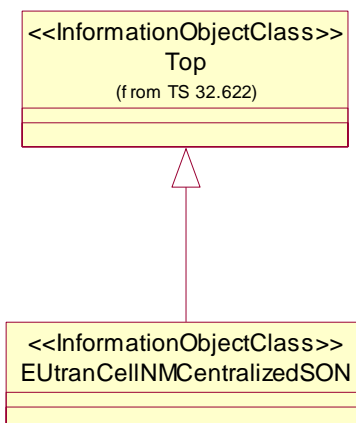 <<InformationObjectClass>>
Top
(from TS 32.622)
<<InformationObjectClass>>
EUtranCellNMCentralizedSON